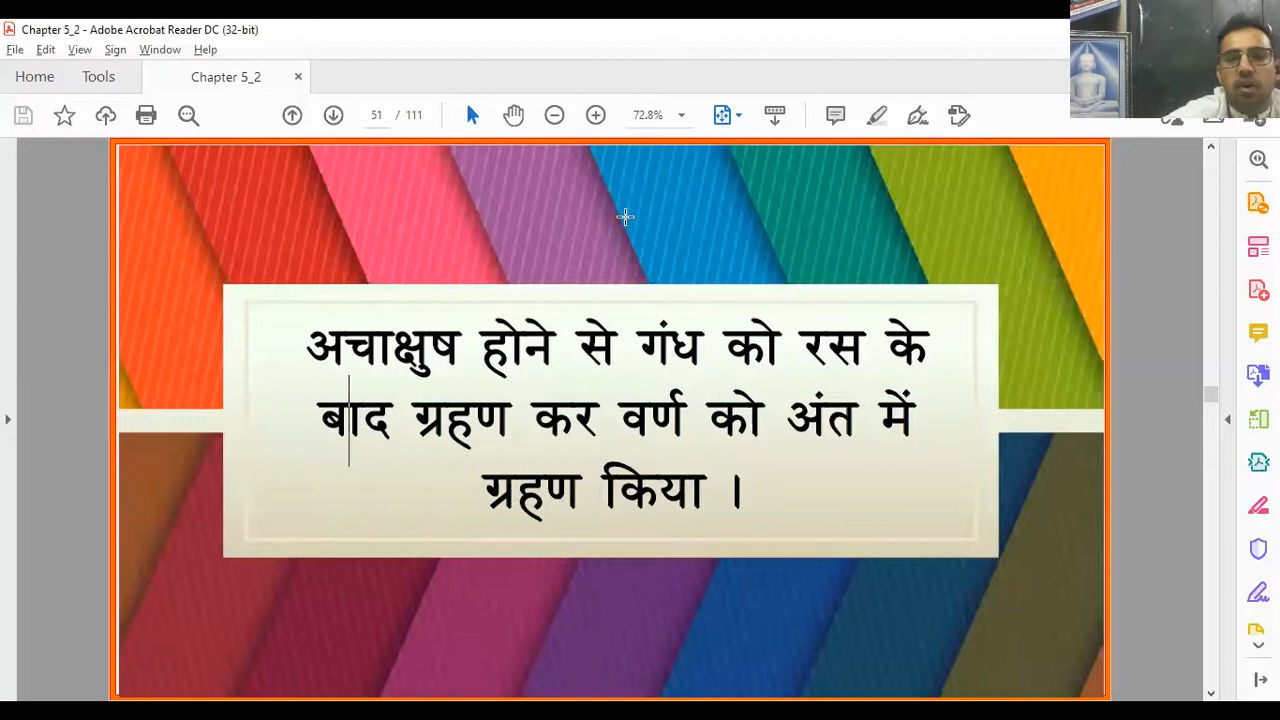 Chapter 5_2 - Adobe Acrobat Reader DC (32-bit)
File Edit View Sign Window Help
Home Tools Chapter 5_2 ×
51 / 111 72.8%
अचाक्षुष होने से गंध को रस के
बाद ग्रहण कर वर्ण को अंत में
ग्रहण किया ।